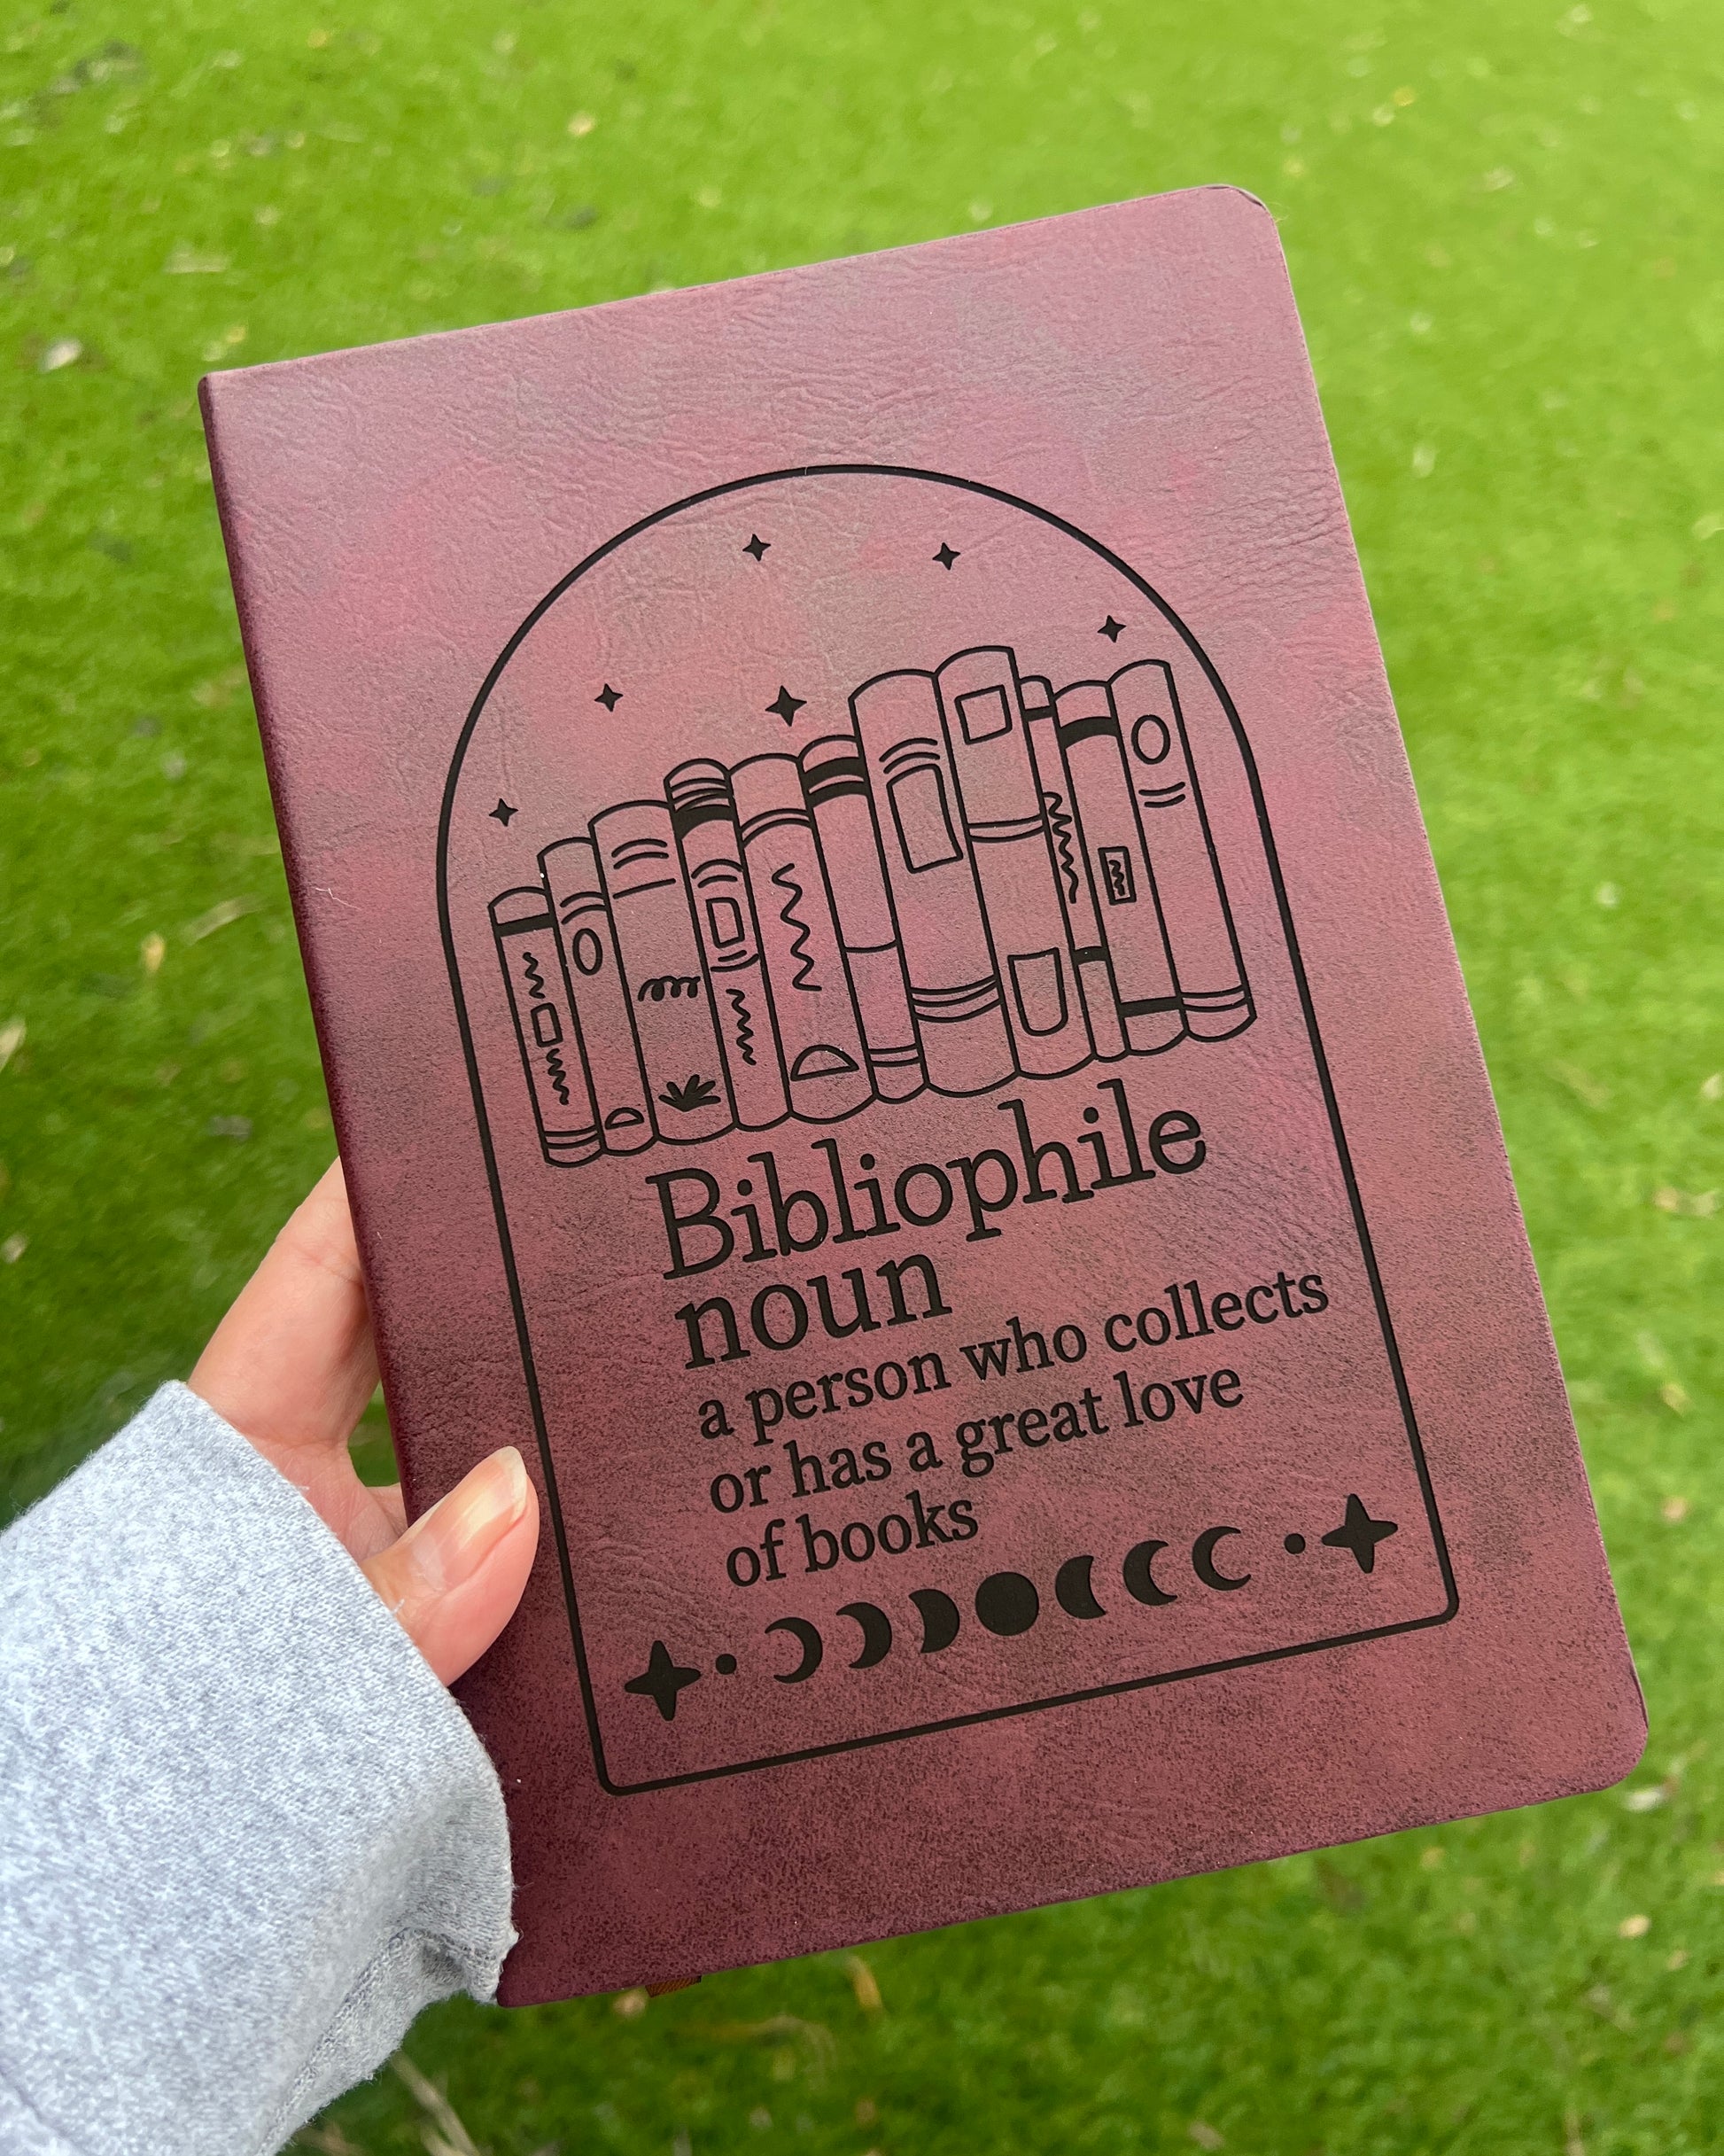 Bibliophile
noun
a person who collects
or has a great love
of books